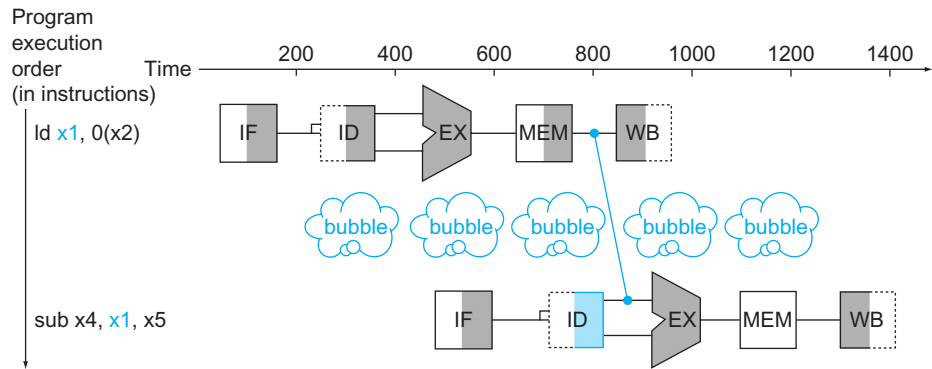 Program
execution
order
(in instructions)
Time
200 400 600 800 1000 1200 1400
ld x1, 0(x2)
IF ID EX MEM WB
bubble bubble bubble bubble bubble
sub x4, x1, x5
IF ID EX MEM WB